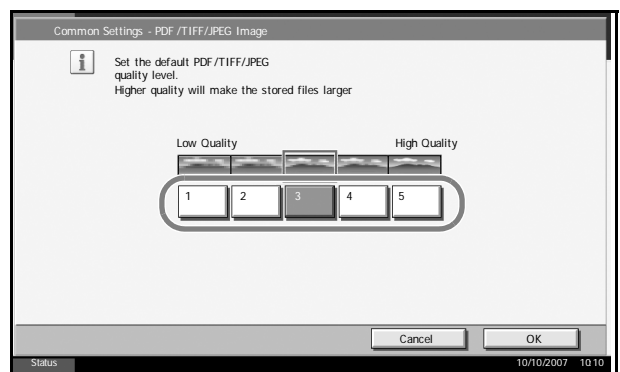 Common Settings - PDF/TIFF/JPEG Image
Set the default PDF/TIFF/JPEG
quality level.
Higher quality will make the stored files larger
Low Quality High Quality
1 2 3 4 5
Cancel OK
Status 10/10/2007 10:10